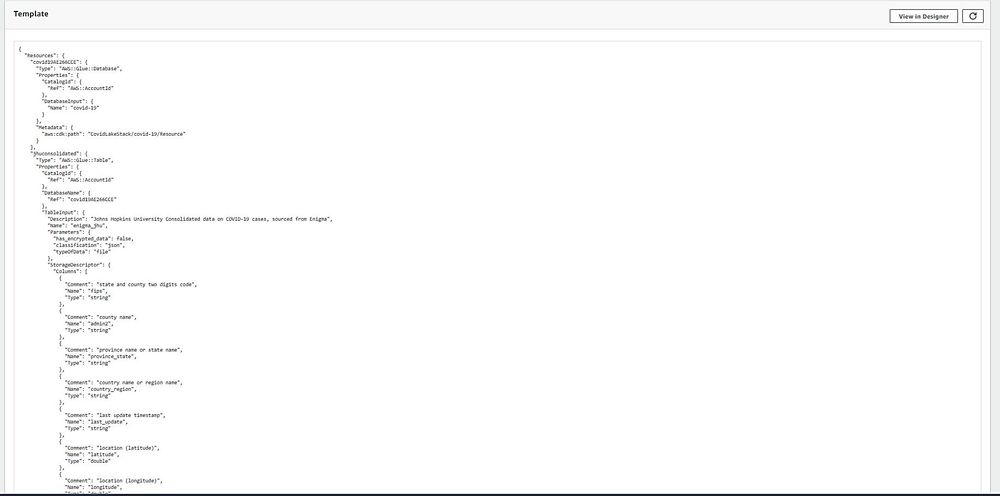 Template
View in Designer
{
  "Resources": {
    "covid19AE266CCE": {
      "Type": "AWS::Glue::Database",
      "Properties": {
        "CatalogId": {
          "Ref": "AWS::AccountId"
        },
        "DatabaseInput": {
          "Name": "covid-19"
        }
      },
      "Metadata": {
        "aws:cdk:path": "CovidLakeStack/covid-19/Resource"
      }
    },
    "jhuconsolidated": {
      "Type": "AWS::Glue::Table",
      "Properties": {
        "CatalogId": {
          "Ref": "AWS::AccountId"
        },
        "DatabaseName": {
          "Ref": "covid19AE266CCE"
        },
        "TableInput": {
          "Description": "Johns Hopkins University Consolidated data on COVID-19 cases, sourced from Enigma",
          "Name": "enigma_jhu",
          "Parameters": {
            "has_encrypted_data": false,
            "classification": "json",
            "typeOfData": "file"
          },
          "StorageDescriptor": {
            "Columns": [
              {
                "Comment": "state and county two digits code",
                "Name": "fips",
                "Type": "string"
              },
              {
                "Comment": "county name",
                "Name": "admin2",
                "Type": "string"
              },
              {
                "Comment": "province name or state name",
                "Name": "province_state",
                "Type": "string"
              },
              {
                "Comment": "country name or region name",
                "Name": "country_region",
                "Type": "string"
              },
              {
                "Comment": "last update timestamp",
                "Name": "last_update",
                "Type": "string"
              },
              {
                "Comment": "location (latitude)",
                "Name": "latitude",
                "Type": "double"
              },
              {
                "Comment": "location (longitude)",
                "Name": "longitude",
                "Type": "double"